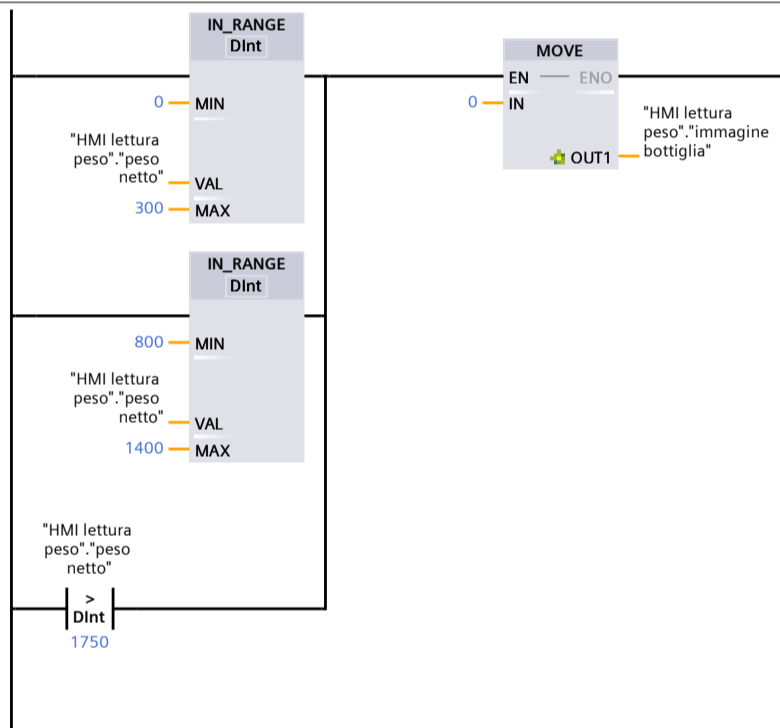 IN_RANGE
DInt
0 MIN
"HMI lettura
peso"."peso
netto"
VAL
300 MAX
MOVE
EN ENO
0 IN
OUT1
"HMI lettura
peso"."immagine
bottiglia"
IN_RANGE
DInt
800 MIN
"HMI lettura
peso"."peso
netto"
VAL
1400 MAX
"HMI lettura
peso"."peso
netto"
>
DInt
1750